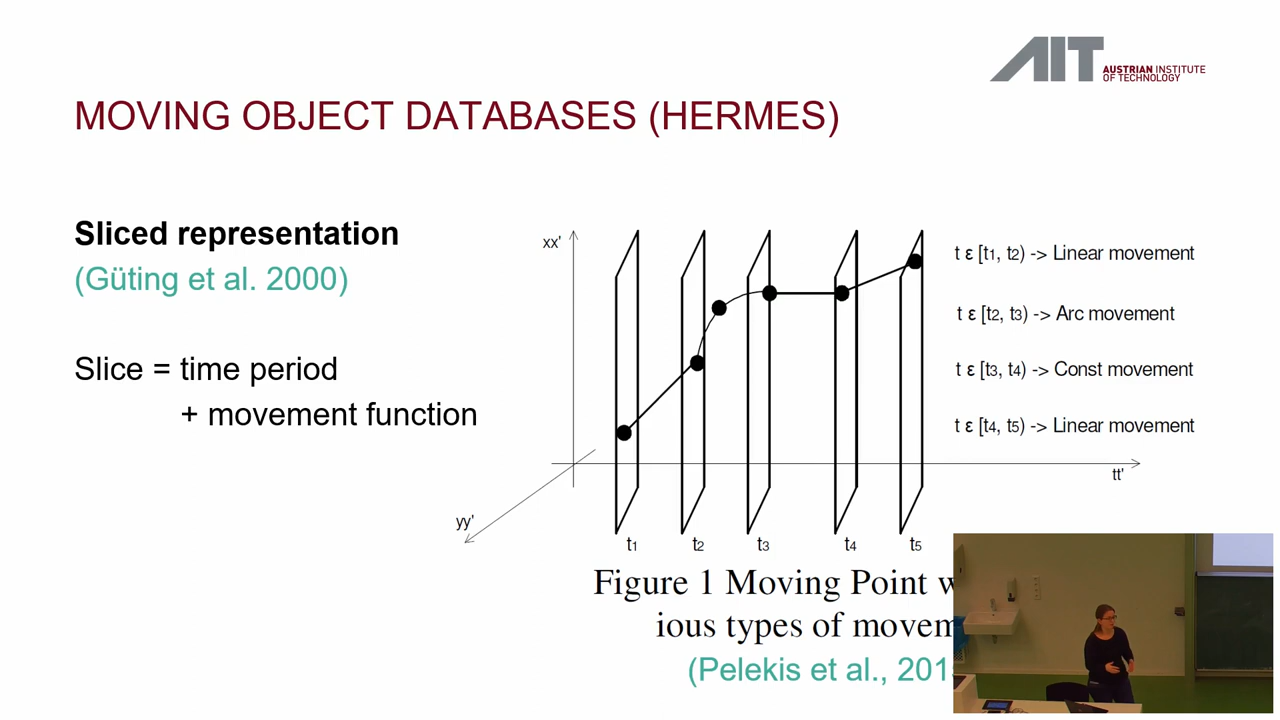 AIT
AUSTRIAN INSTITUTE
OF TECHNOLOGY
MOVING OBJECT DATABASES (HERMES)
Sliced representation
(Güting et al. 2000)
Slice = time period
+ movement function
xx'
yy'
tt'
t1 t2 t3 t4 t5
t ε [t1, t2) -> Linear movement
t ε [t2, t3) -> Arc movement
t ε [t3, t4) -> Const movement
t ε [t4, t5) -> Linear movement
Figure 1 Moving Point
ious types of
(Pelekis et al.,